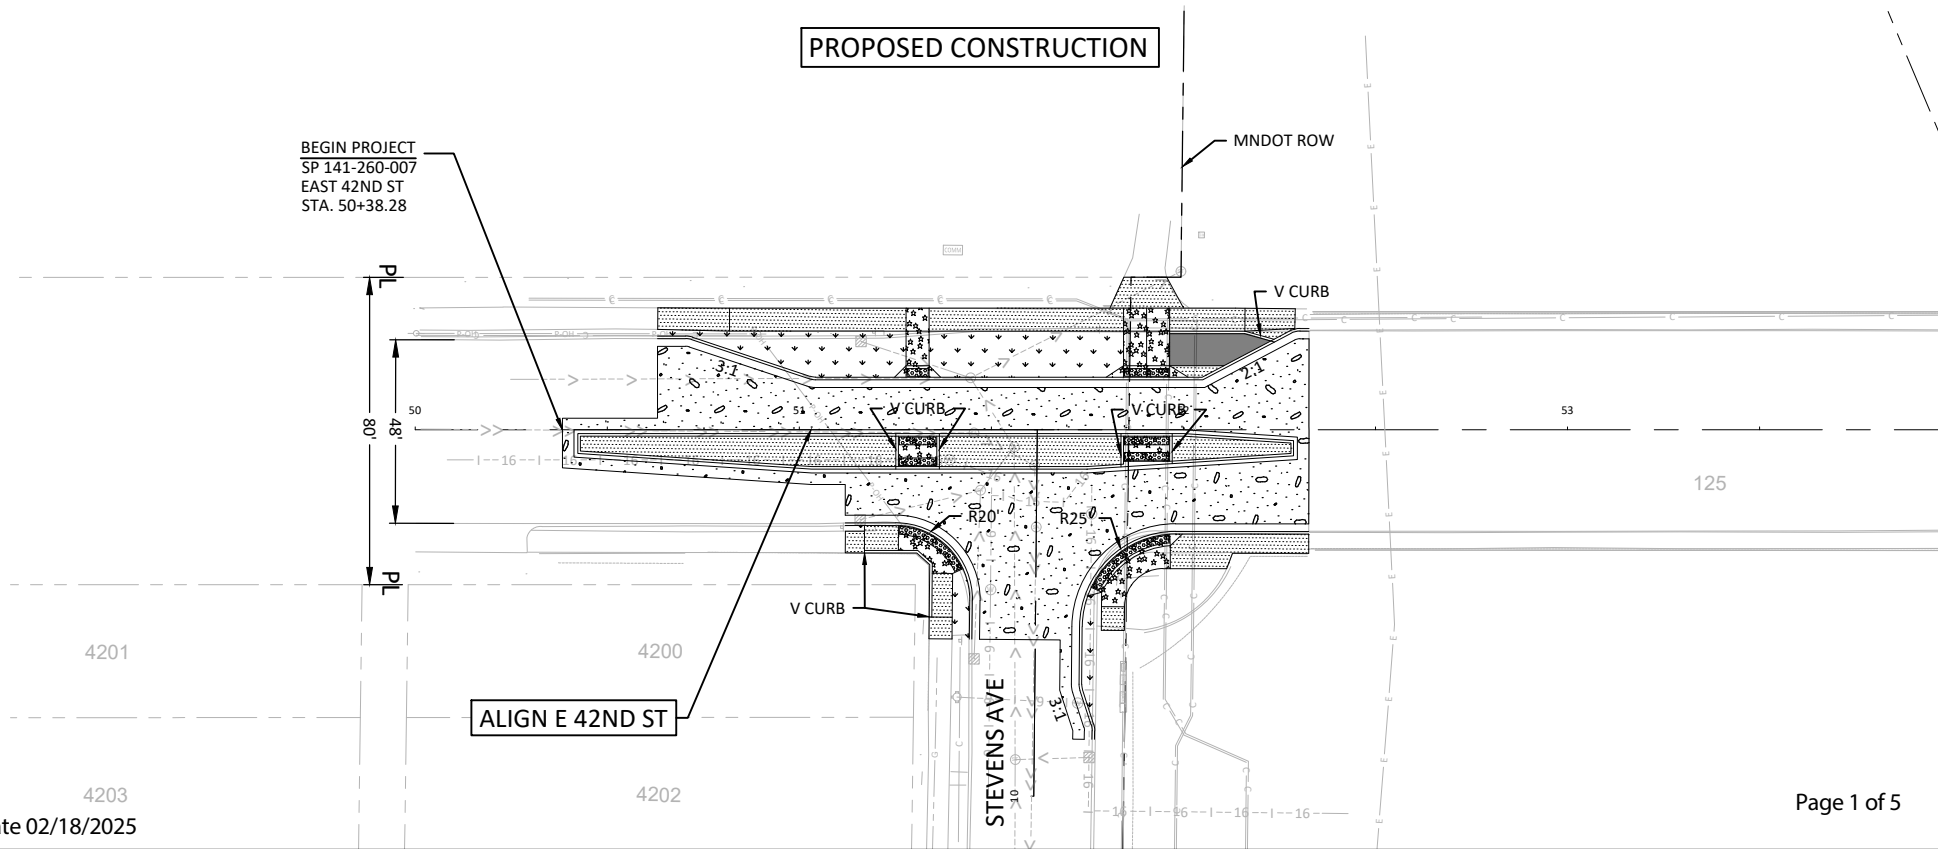 PROPOSED CONSTRUCTION
BEGIN PROJECT
SP 141-260-007
EAST 42ND ST
STA. 50+38.28
MNDOT ROW
COMM
PL
V CURB
3:1
2:1
50
51
V CURB
V CURB
53
48'
80'
125
R20'
R25'
PL
V CURB
4201
4200
ALIGN E 42ND ST
STEVENS AVE
10
3:1
4203
4202
Page 1 of 5
02/18/2025